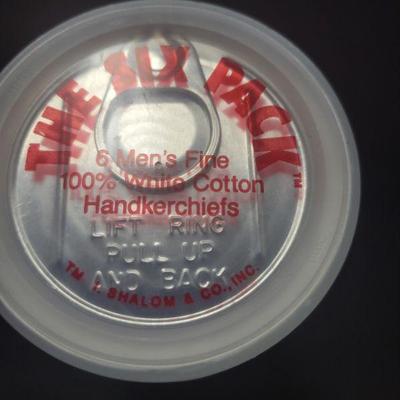 THE SIX PACK™
6 Men's Fine
100% White Cotton
Handkerchiefs
LIFT RING
PULL UP
AND BACK
TM I. SHALOM & CO., INC.